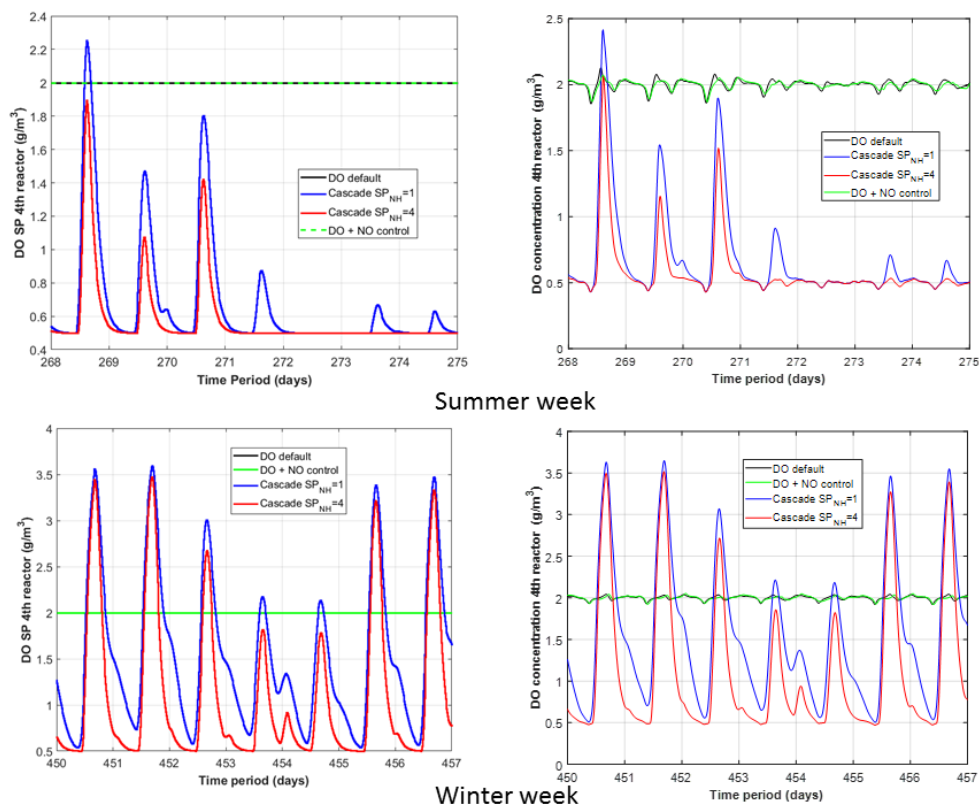 DO SP 4th reactor (g/m³)
2.4
2.2
2
1.8
1.6
1.4
1.2
1
0.8
0.6
0.4
DO default
Cascade SP_NH=1
Cascade SP_NH=4
DO + NO control
268 269 270 271 272 273 274 275
Time Period (days)
DO concentration 4th reactor (g/m³)
2.5
2
1.5
1
0.5
0
DO default
Cascade SP_NH=1
Cascade SP_NH=4
DO + NO control
268 269 270 271 272 273 274 275
Time period (days)
Summer week
DO SP 4th reactor (g/m³)
4
3.5
3
2.5
2
1.5
1
0.5
DO default
DO + NO control
Cascade SP_NH=1
Cascade SP_NH=4
450 451 452 453 454 455 456 457
Time period (days)
DO concentration 4th reactor (g/m³)
4
3.5
3
2.5
2
1.5
1
0.5
0
DO default
DO + NO control
Cascade SP_NH=1
Cascade SP_NH=4
450 451 452 453 454 455 456 457
Time period (days)
Winter week